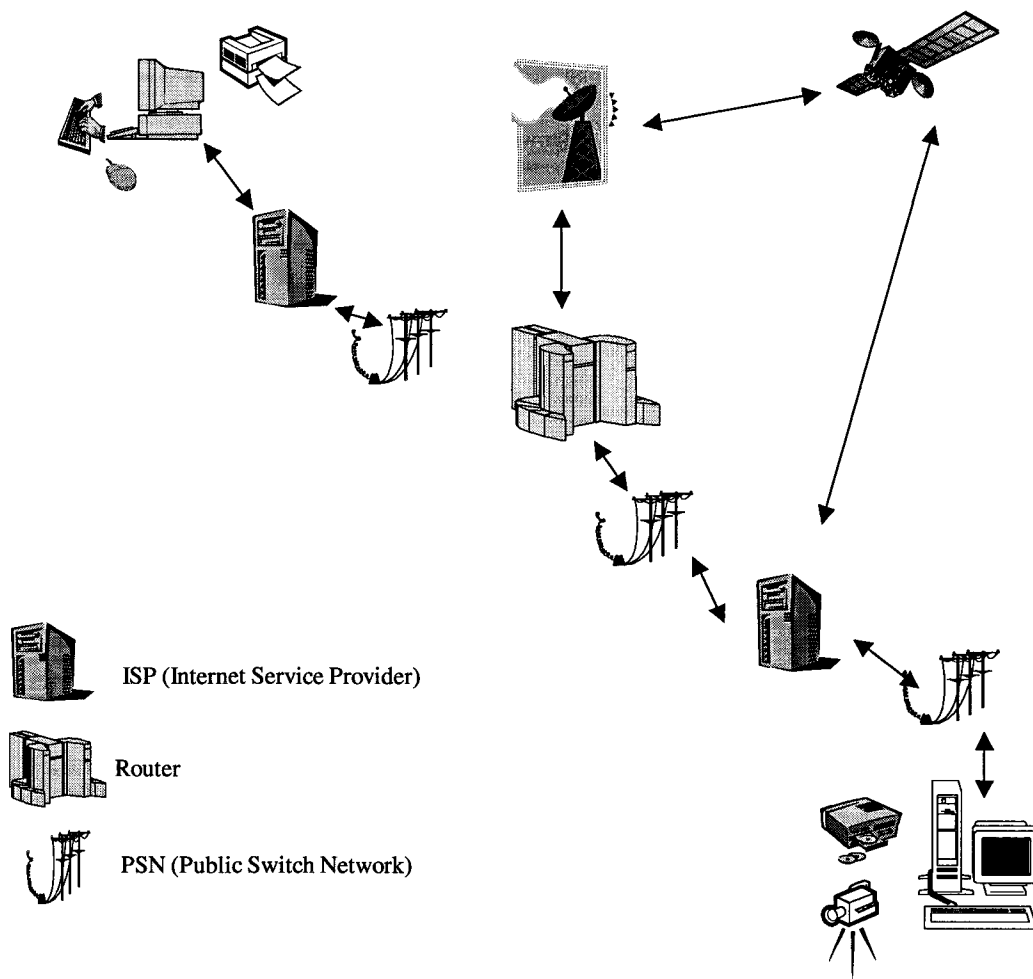 ISP (Internet Service Provider)
Router
PSN (Public Switch Network)